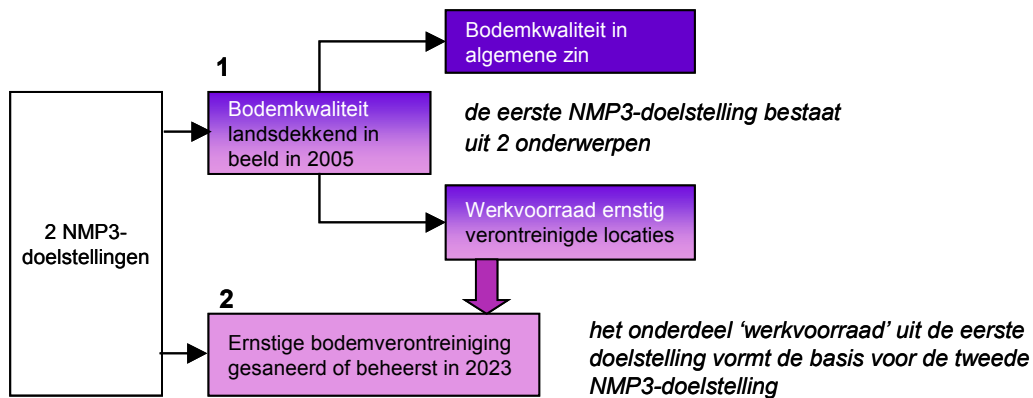 2 NMP3-
doelstellingen
1
Bodemkwaliteit
landsdekkend in
beeld in 2005
Bodemkwaliteit in
algemene zin
de eerste NMP3-doelstelling bestaat
uit 2 onderwerpen
Werkvoorraad ernstig
verontreinigde locaties
2
Ernstige bodemverontreiniging
gesaneerd of beheerst in 2023
het onderdeel ‘werkvoorraad’ uit de eerste
doelstelling vormt de basis voor de tweede
NMP3-doelstelling